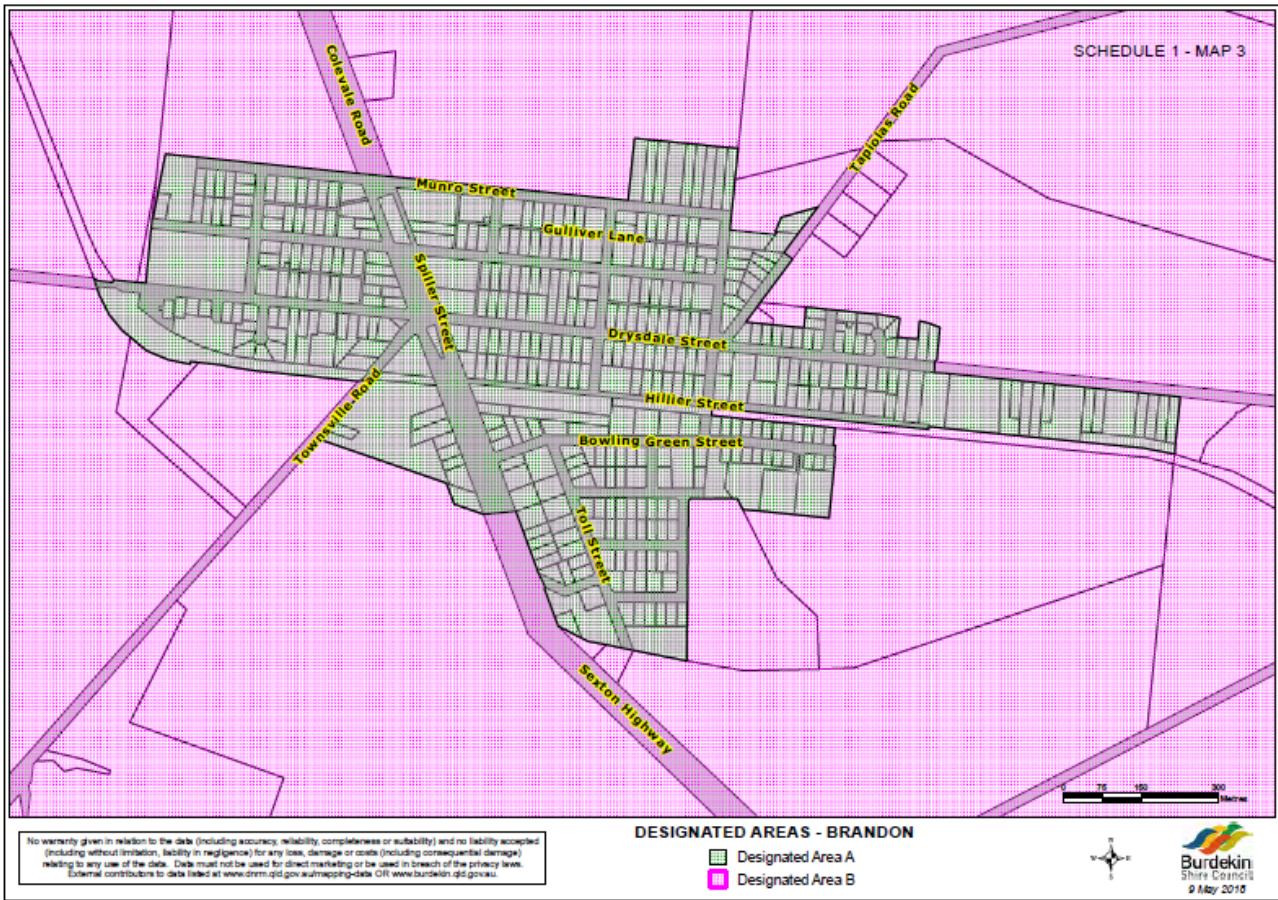 SCHEDULE 1 - MAP 3
Colevale Road
Tapiolas Road
Munro Street
Gulliver Lane
Spiller Street
Drysdale Street
Hillier Street
Townsville Road
Bowling Green Street
Toll Street
Sexton Highway
0 75 150 300
Metres
No warranty given in relation to the data (including accuracy, reliability, completeness or suitability) and no liability accepted
(including without limitation, liability in negligence) for any loss, damage or costs (including consequential damage)
relating to any use of the data. Data must not be used for direct marketing or be used in breach of the privacy laws.
External contributors to data listed at www.dnrm.qld.gov.au/mapping-data OR www.burdekin.qld.gov.au.
DESIGNATED AREAS - BRANDON
Designated Area A
Designated Area B
N
W E
S
Burdekin
Shire Council
9 May 2016